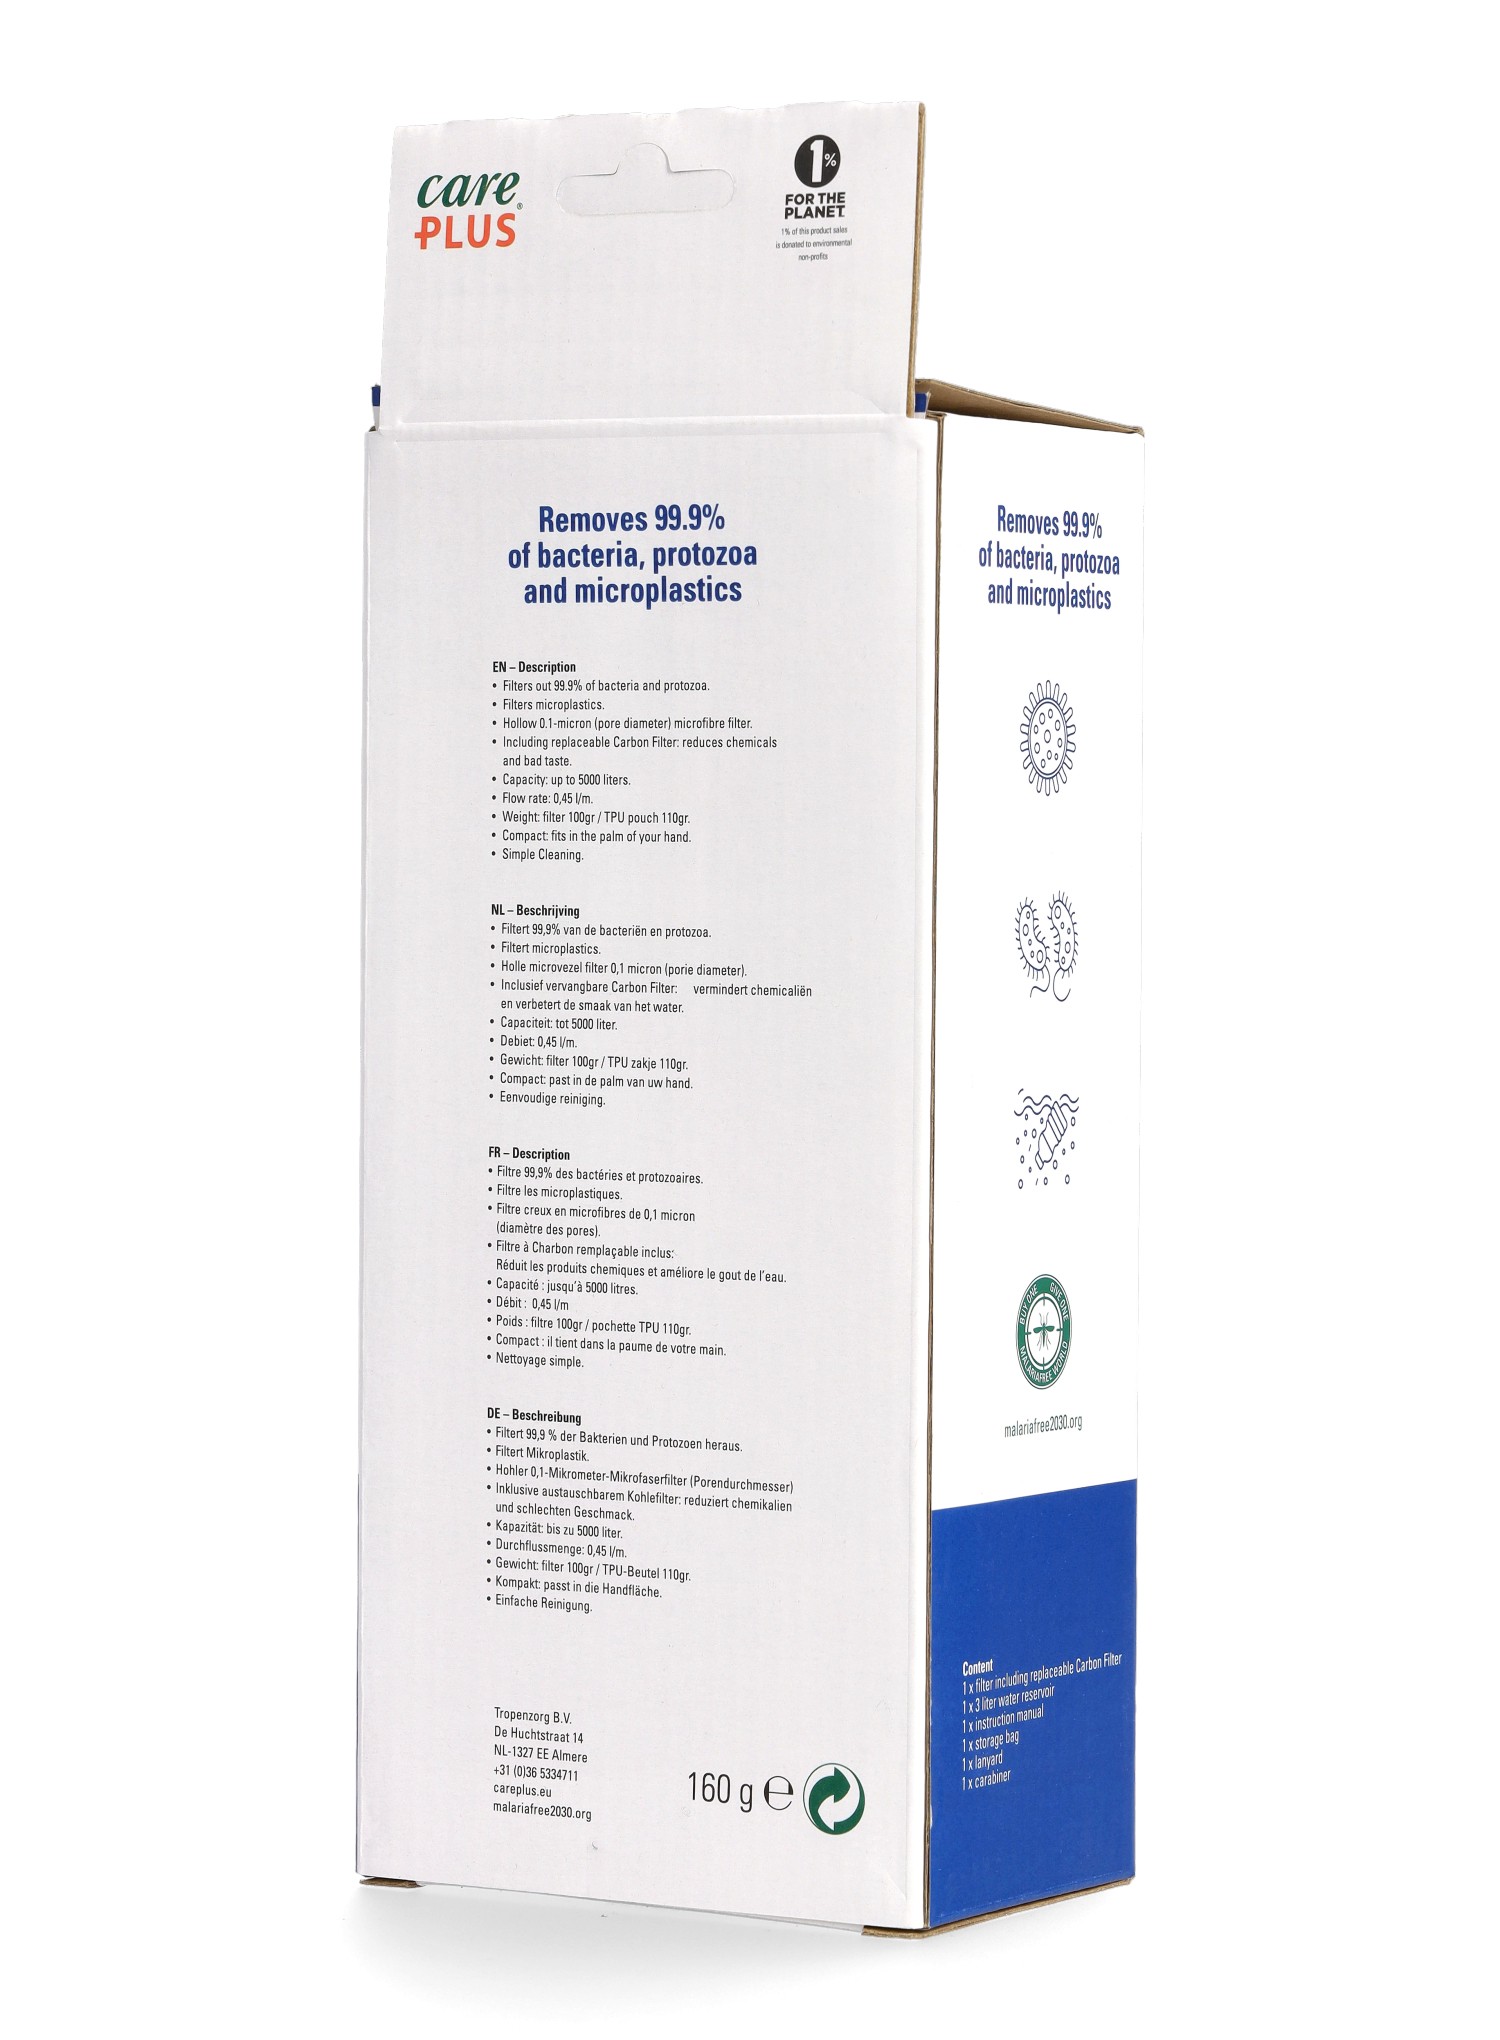 care
PLUS®
1%
FOR THE
PLANET
1% of this product sales
is donated to environmental
non-profits
Removes 99.9%
of bacteria, protozoa
and microplastics
EN – Description
• Filters out 99.9% of bacteria and protozoa.
• Filters microplastics.
• Hollow 0.1-micron (pore diameter) microfibre filter.
• Including replaceable Carbon Filter: reduces chemicals
and bad taste.
• Capacity: up to 5000 liters.
• Flow rate: 0,45 l/m.
• Weight: filter 100gr / TPU pouch 110gr.
• Compact: fits in the palm of your hand.
• Simple Cleaning.
NL – Beschrijving
• Filtert 99,9% van de bacteriën en protozoa.
• Filtert microplastics.
• Holle microvezel filter 0,1 micron (porie diameter).
• Inclusief vervangbare Carbon Filter: vermindert chemicaliën
en verbetert de smaak van het water.
• Capaciteit: tot 5000 liter.
• Debiet: 0,45 l/m.
• Gewicht: filter 100gr / TPU zakje 110gr.
• Compact: past in de palm van uw hand.
• Eenvoudige reiniging.
FR – Description
• Filtre 99,9% des bactéries et protozoaires.
• Filtre les microplastiques.
• Filtre creux en microfibres de 0,1 micron
(diamètre des pores).
• Filtre à Charbon remplaçable inclus:
Réduit les produits chemiques et améliore le gout de l'eau.
• Capacité : jusqu'à 5000 litres.
• Débit : 0,45 l/m
• Poids : filtre 100gr / pochette TPU 110gr.
• Compact : il tient dans la paume de votre main.
• Nettoyage simple.
DE – Beschreibung
• Filtert 99,9 % der Bakterien und Protozoen heraus.
• Filtert Mikroplastik.
• Hohler 0,1-Mikrometer-Mikrofaserfilter (Porendurchmesser)
• Inklusive austauschbarem Kohlefilter: reduziert chemikalien
und schlechten Geschmack.
• Kapazität: bis zu 5000 liter.
• Durchflussmenge: 0,45 l/m.
• Gewicht: filter 100gr / TPU-Beutel 110gr.
• Kompakt: passt in die Handfläche.
• Einfache Reinigung.
Tropenzorg B.V.
De Huchtstraat 14
NL-1327 EE Almere
+31 (0)36 5334711
careplus.eu
malariafree2030.org
160 g ℮
Removes 99.9%
of bacteria, protozoa
and microplastics
BUY ONE GIVE ONE
MALARIAFREE WORLD
malariafree2030.org
Content
1 x filter including replaceable Carbon Filter
1 x 3 liter water reservoir
1 x instruction manual
1 x storage bag
1 x lanyard
1 x carabiner